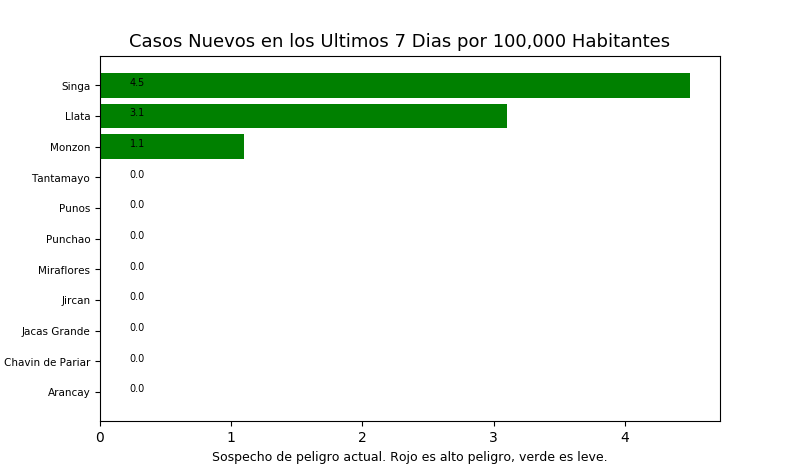 Casos Nuevos en los Ultimos 7 Dias por 100,000 Habitantes
Singa 4.5
Llata 3.1
Monzon 1.1
Tantamayo 0.0
Punos 0.0
Punchao 0.0
Miraflores 0.0
Jircan 0.0
Jacas Grande 0.0
Chavin de Pariar 0.0
Arancay 0.0
0 1 2 3 4
Sospecho de peligro actual. Rojo es alto peligro, verde es leve.